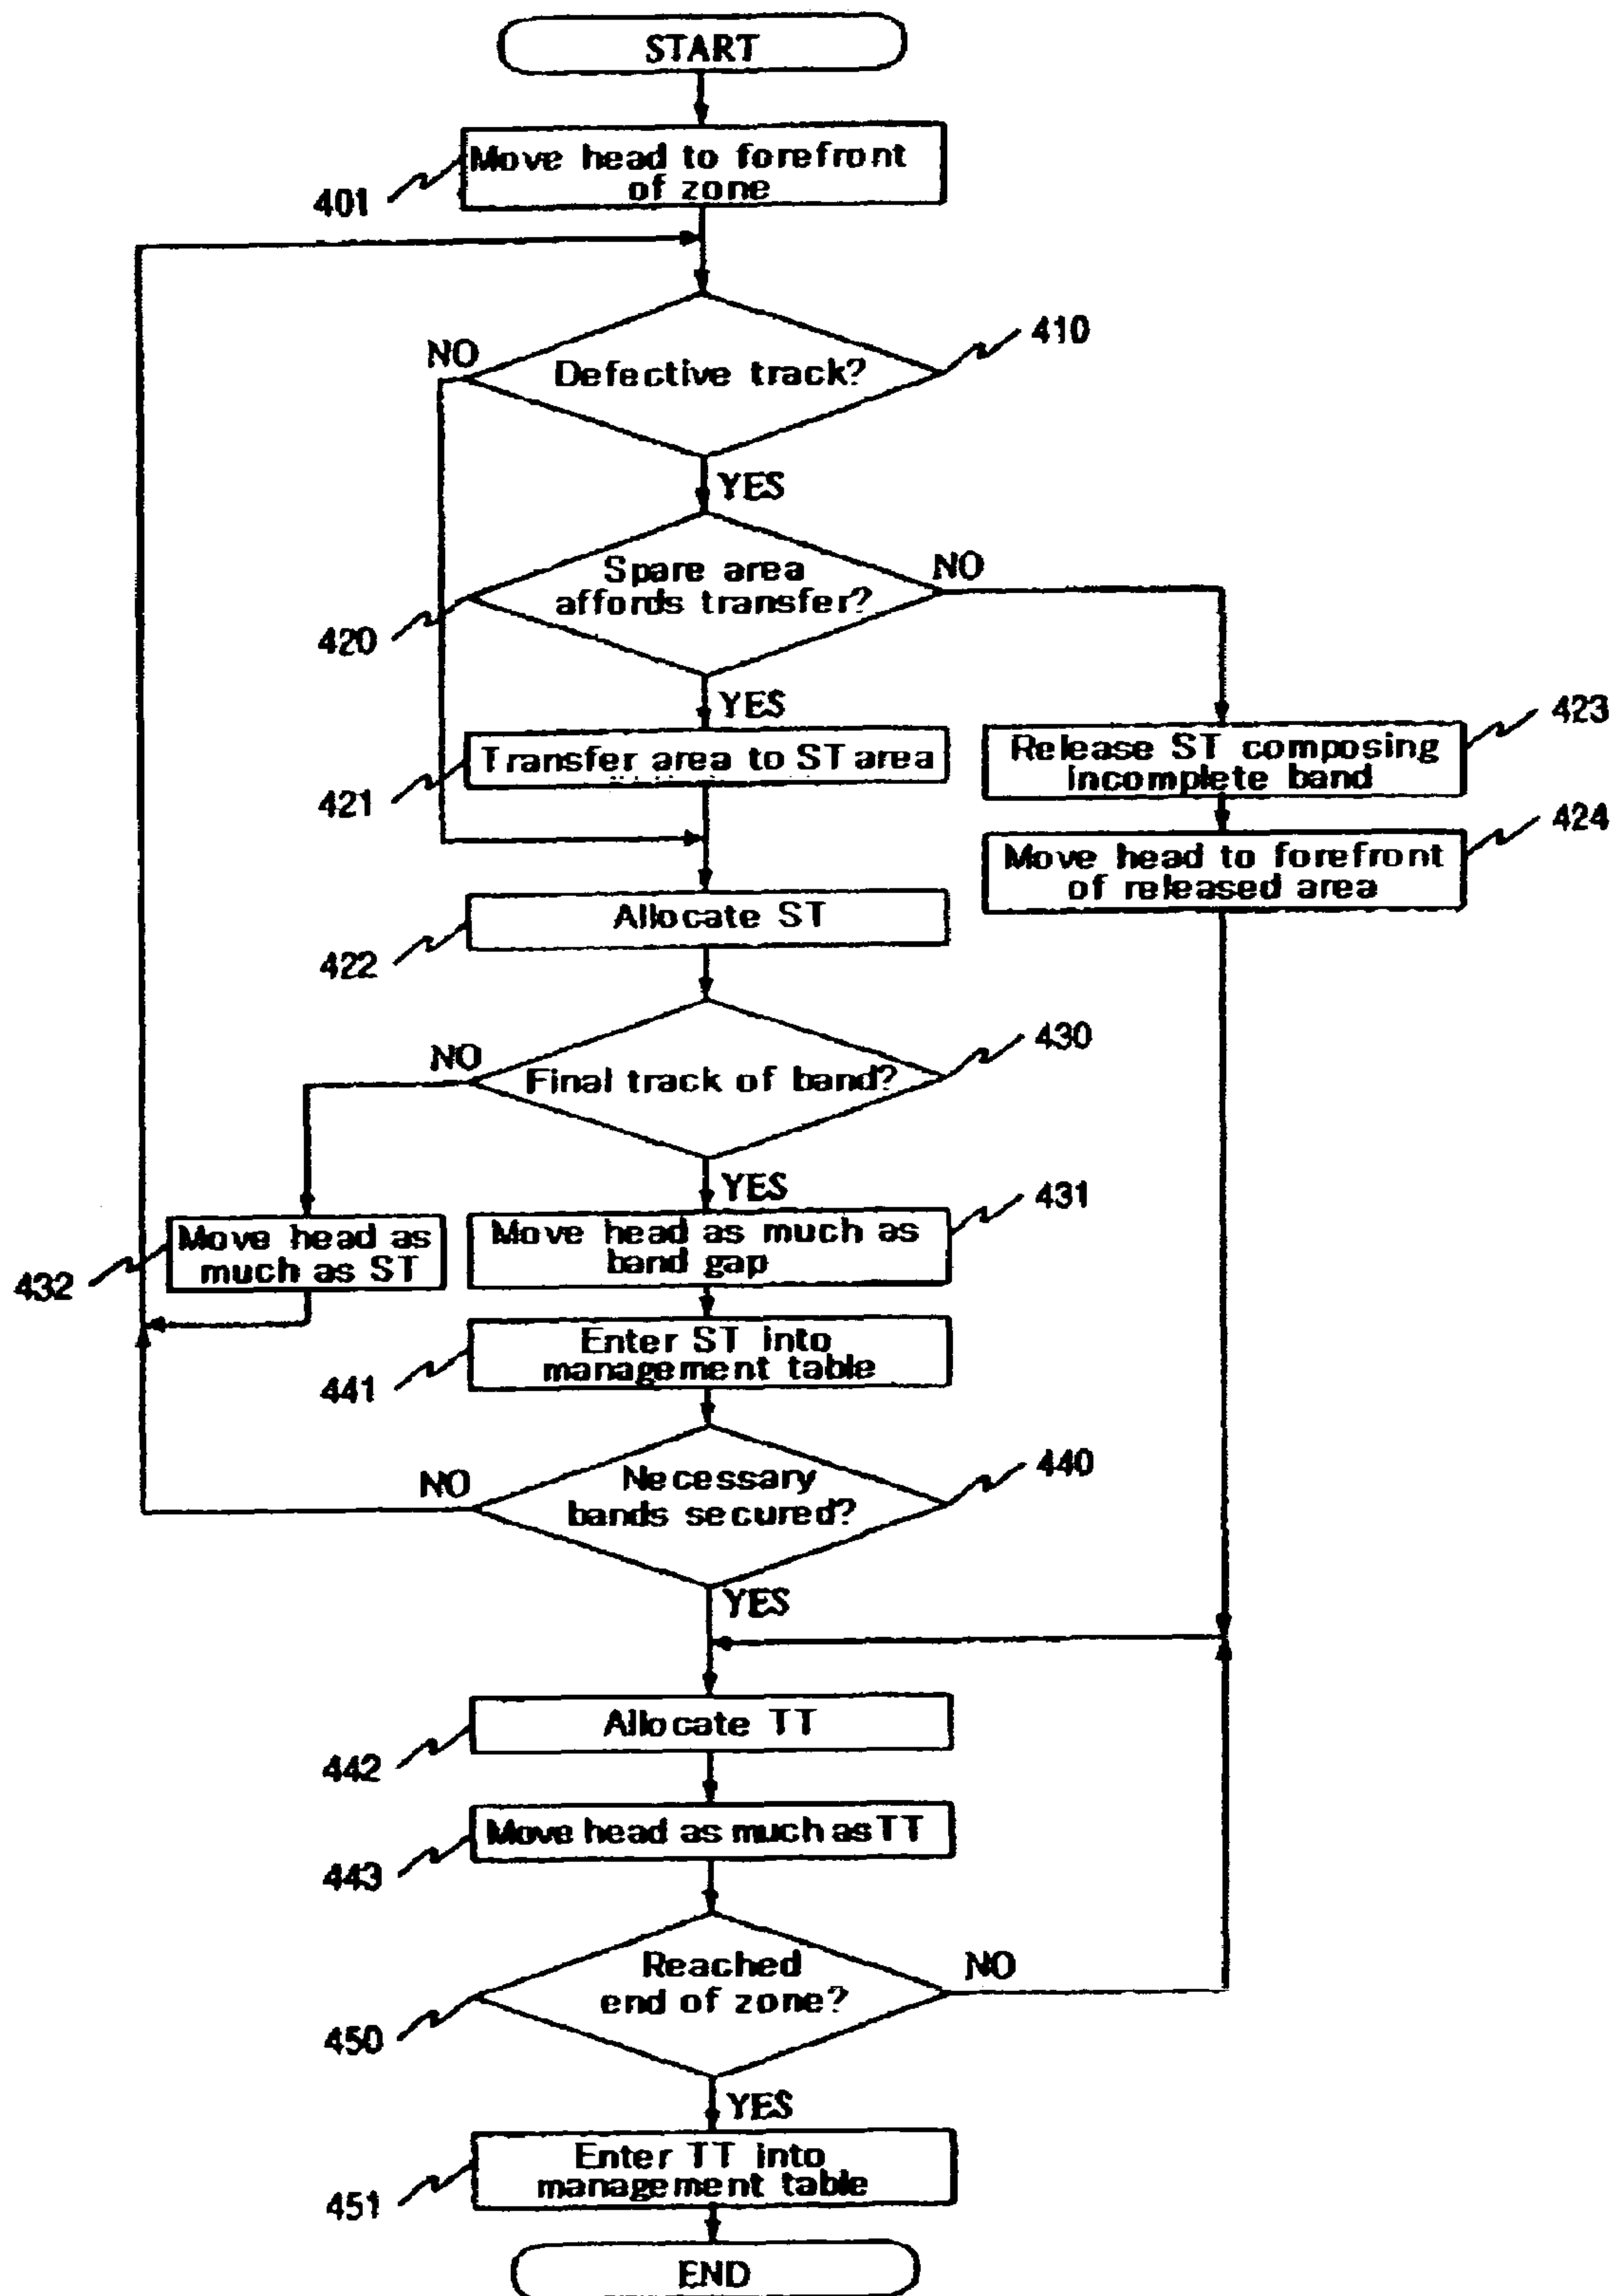 START
Move head to forefront
of zone
401
410
NO
Defective track?
YES
Spare area
affords transfer?
NO
420
YES
423
Transfer area to ST area
Release ST composing
incomplete band
421
424
Move head to forefront
of released area
Allocate ST
422
430
NO
Final track of band?
YES
431
Move head as
much as ST
Move head as much as
band gap
432
Enter ST into
management table
441
440
NO
Necessary
bands secured?
YES
Allocate TT
442
Move head as much as TT
443
Reached
end of zone?
NO
450
YES
Enter TT into
management table
451
END